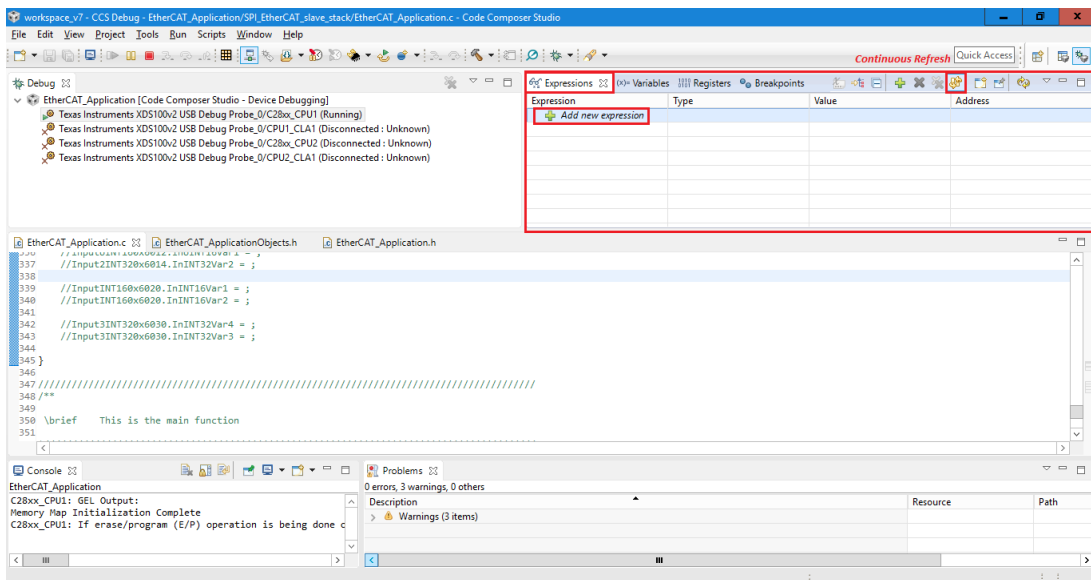 workspace_v7 - CCS Debug - EtherCAT_Application/SPI_EtherCAT_slave_stack/EtherCAT_Application.c - Code Composer Studio
File Edit View Project Tools Run Scripts Window Help
Continuous Refresh Quick Access
Debug
EtherCAT_Application [Code Composer Studio - Device Debugging]
Texas Instruments XDS100v2 USB Debug Probe_0/C28xx_CPU1 (Running)
Texas Instruments XDS100v2 USB Debug Probe_0/CPU1_CLA1 (Disconnected : Unknown)
Texas Instruments XDS100v2 USB Debug Probe_0/C28xx_CPU2 (Disconnected : Unknown)
Texas Instruments XDS100v2 USB Debug Probe_0/CPU2_CLA1 (Disconnected : Unknown)
Expressions (x)= Variables Registers Breakpoints
Expression Type Value Address
Add new expression
EtherCAT_Application.c EtherCAT_ApplicationObjects.h EtherCAT_Application.h
337 //Input2INT320x6014.InINT32Var2 = ;
338
339 //InputINT160x6020.InINT16Var1 = ;
340 //InputINT160x6020.InINT16Var2 = ;
341
342 //Input3INT320x6030.InINT32Var4 = ;
343 //Input3INT320x6030.InINT32Var3 = ;
344
345 }
346
347 /////////////////////////////////////////////////////////////////////////////////////////
348 /**
349
350 \brief This is the main function
351
Console
EtherCAT_Application
C28xx_CPU1: GEL Output:
Memory Map Initialization Complete
C28xx_CPU1: If erase/program (E/P) operation is being done
Problems
0 errors, 3 warnings, 0 others
Description Resource Path
Warnings (3 items)